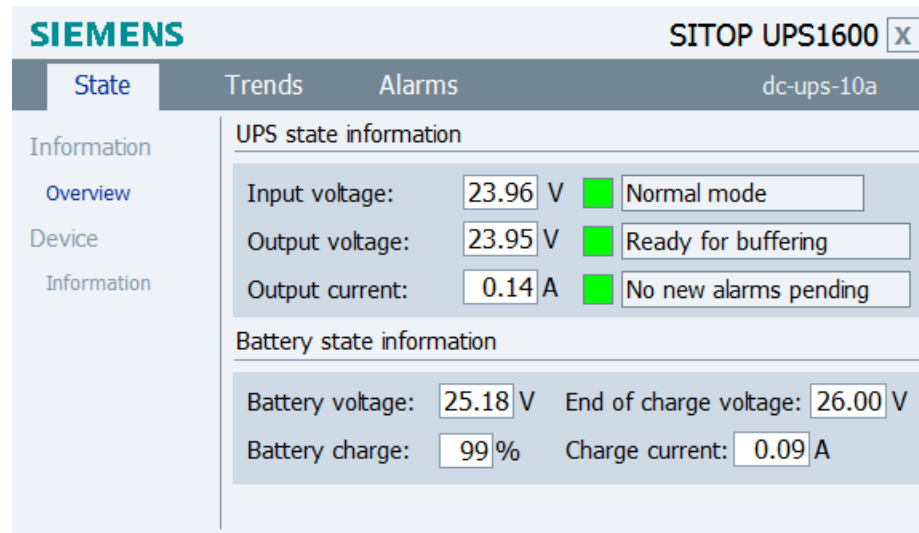 SIEMENS SITOP UPS1600 X
State Trends Alarms dc-ups-10a
Information
Overview
Device
Information
UPS state information
Input voltage: 23.96 V Normal mode
Output voltage: 23.95 V Ready for buffering
Output current: 0.14 A No new alarms pending
Battery state information
Battery voltage: 25.18 V End of charge voltage: 26.00 V
Battery charge: 99 % Charge current: 0.09 A